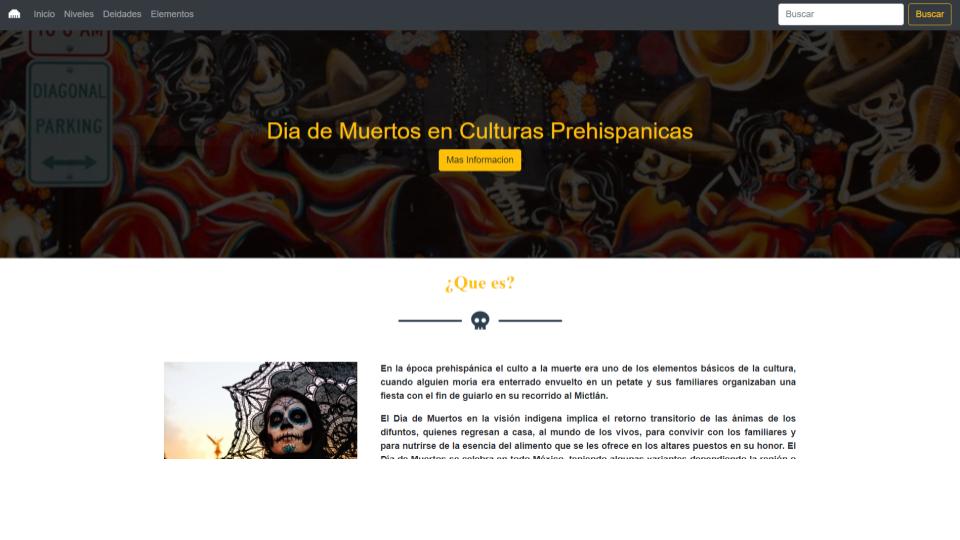 Inicio Niveles Deidades Elementos Buscar Buscar
10 6 AM
DIAGONAL
PARKING
Dia de Muertos en Culturas Prehispanicas
Mas Informacion
¿Que es?
En la época prehispánica el culto a la muerte era uno de los elementos básicos de la cultura,
cuando alguien moría era enterrado envuelto en un petate y sus familiares organizaban una
fiesta con el fin de guiarlo en su recorrido al Mictlán.
El Día de Muertos en la visión indígena implica el retorno transitorio de las ánimas de los
difuntos, quienes regresan a casa, al mundo de los vivos, para convivir con los familiares y
para nutrirse de la esencia del alimento que se les ofrece en los altares puestos en su honor. El
Día de Muertos se celebra en todo México, teniendo algunas variantes dependiendo la región o